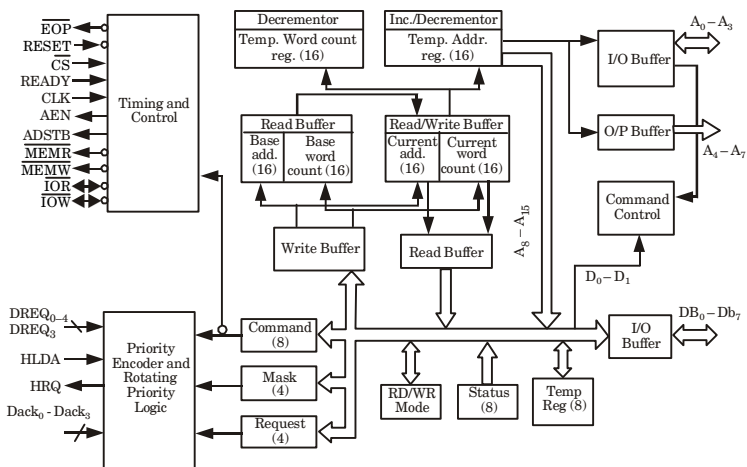 EOP
RESET
CS
READY
CLK
AEN
ADSTB
MEMR
MEMW
IOR
IOW
Timing and
Control
Decrementor
Temp. Word count
reg. (16)
Inc./Decrementor
Temp. Addr.
reg. (16)
I/O Buffer
A0–A3
O/P Buffer
A4–A7
Command
Control
Read Buffer
Base
add.
(16)
Base
word
count (16)
Read/Write Buffer
Current
add.
(16)
Current
word
count (16)
Write Buffer
Read Buffer
A8–A15
D0–D1
DREQ0–4
DREQ3
HLDA
HRQ
Dack0 - Dack3
Priority
Encoder and
Rotating
Priority
Logic
Command
(8)
Mask
(4)
Request
(4)
RD/WR
Mode
Status
(8)
Temp
Reg (8)
I/O
Buffer
DB0–Db7